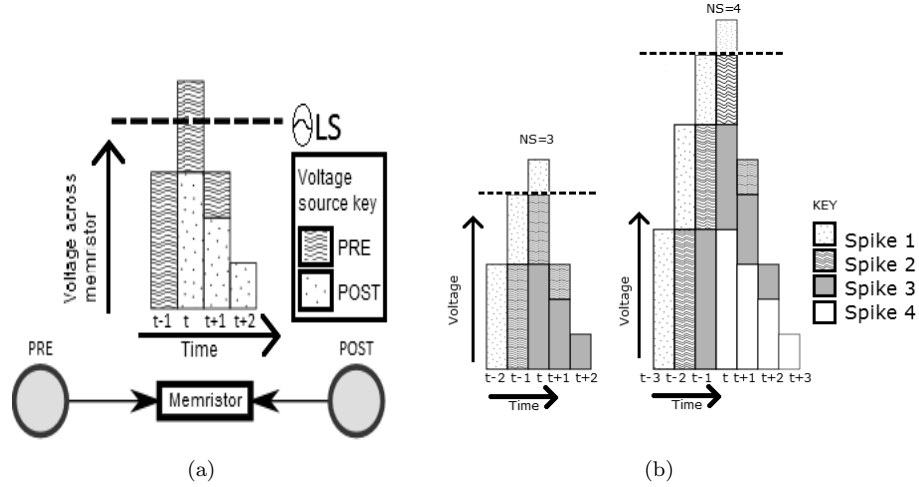 Voltage across
memristor
LS
Voltage
source key
PRE
POST
t-1 t t+1 t+2
Time
PRE
POST
Memristor
(a)
NS=3
Voltage
t-2 t-1 t t+1 t+2
Time
NS=4
Voltage
t-3 t-2 t-1 t t+1 t+2 t+3
Time
KEY
Spike 1
Spike 2
Spike 3
Spike 4
(b)